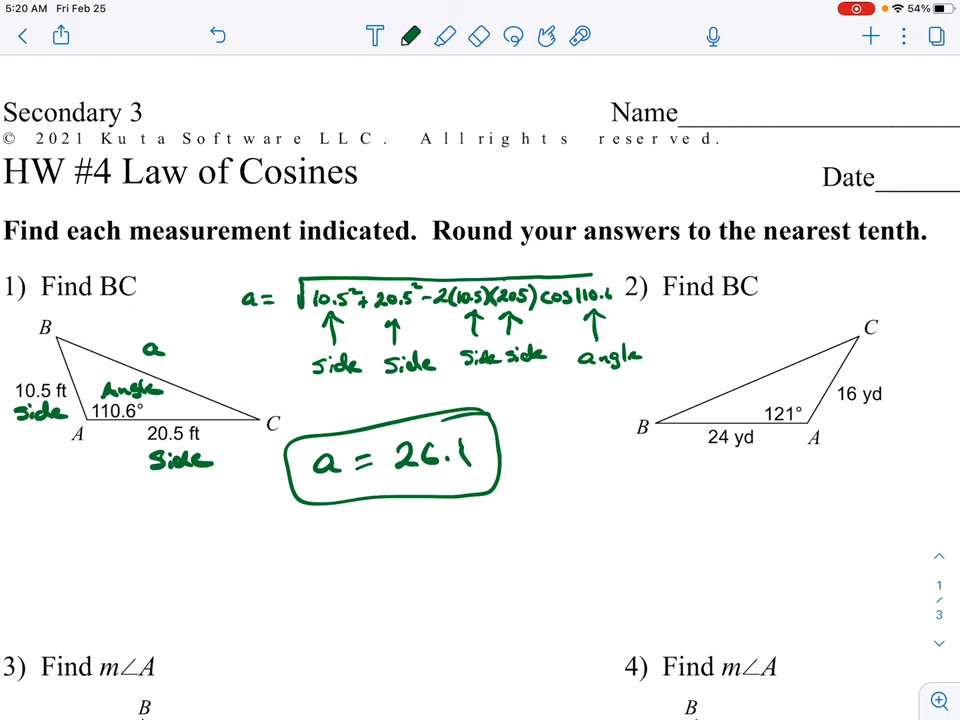 5:20 AM Fri Feb 25
54%
Secondary 3
Name
© 2021 Kuta Software LLC. All rights reserved.
HW #4 Law of Cosines
Date
Find each measurement indicated. Round your answers to the nearest tenth.
1) Find BC
a = √10.5² + 20.5² - 2(10.5)(20.5) cos 110.6
side side side side angle
B
a
10.5 ft
side
Angle
110.6°
A
20.5 ft
side
C
a = 26.1
2) Find BC
C
16 yd
121°
B
24 yd
A
1
/
3
3) Find m∠A
B
4) Find m∠A
B